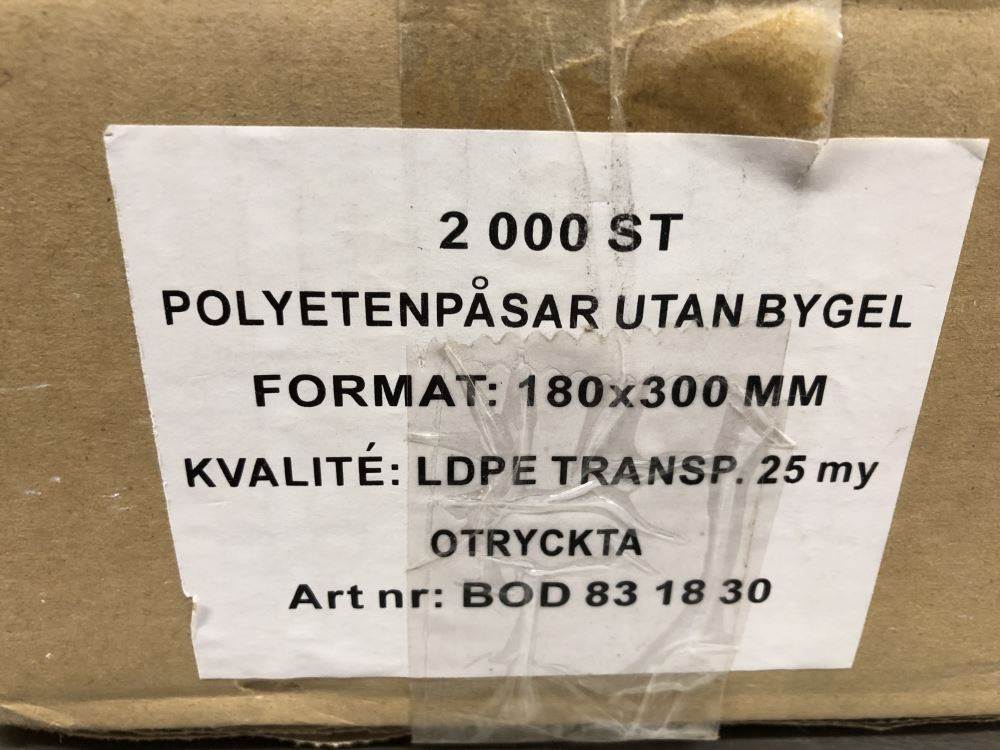 2 000 ST
POLYETENPÅSAR UTAN BYGEL
FORMAT: 180x300 MM
KVALITÉ: LDPE TRANSP. 25 my
OTRYCKTA
Art nr: BOD 83 18 30